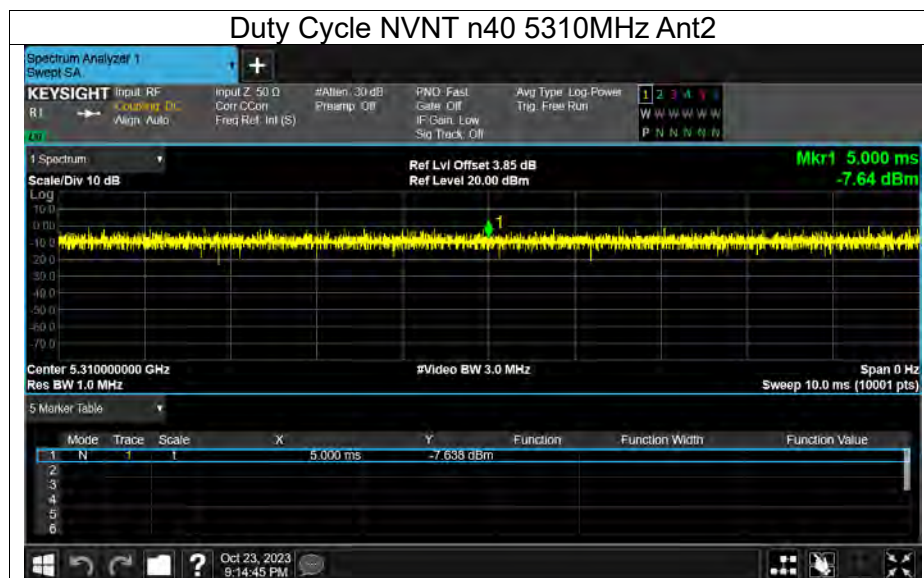 Duty Cycle NVNT n40 5310MHz Ant2
Spectrum Analyzer 1
Swept SA
+
KEYSIGHT Input: RF Input Z: 50 Ω #Atten: 30 dB PNO: Fast Avg Type: Log-Power 1 2 3 4 5 6
R1 Coupling: DC Corr CCorr Preamp: Off Gate: Off Trig: Free Run W W W W W W
Align: Auto Freq Ref: Int (S) IF Gain: Low
Sig Track: Off P N N N N N
1 Spectrum Ref Lvl Offset 3.85 dB Mkr1 5.000 ms
Scale/Div 10 dB Ref Level 20.00 dBm -7.64 dBm
Log
10.0
0.00
1
-10.0
-20.0
-30.0
-40.0
-50.0
-60.0
-70.0
Center 5.310000000 GHz #Video BW 3.0 MHz Span 0 Hz
Res BW 1.0 MHz Sweep 10.0 ms (10001 pts)
5 Marker Table
Mode Trace Scale X Y Function Function Width Function Value
1 N 1 t 5.000 ms -7.638 dBm
2
3
4
5
6
? Oct 23, 2023
9:14:45 PM